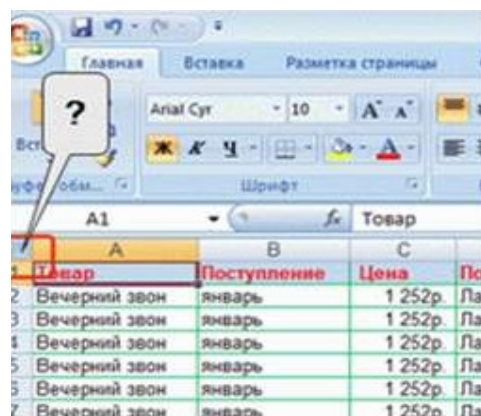 Главная Вставка Разметка страницы
?
Arial Cyr 10 А А
Ж К Ч А
Шрифт
A1 fx Товар
A B C
1 Товар Поступление Цена
2 Вечерний звон январь 1 252р.
3 Вечерний звон январь 1 252р.
4 Вечерний звон январь 1 252р.
5 Вечерний звон январь 1 252р.
6 Вечерний звон январь 1 252р.
7 Вечерний звон январь 1 252р.